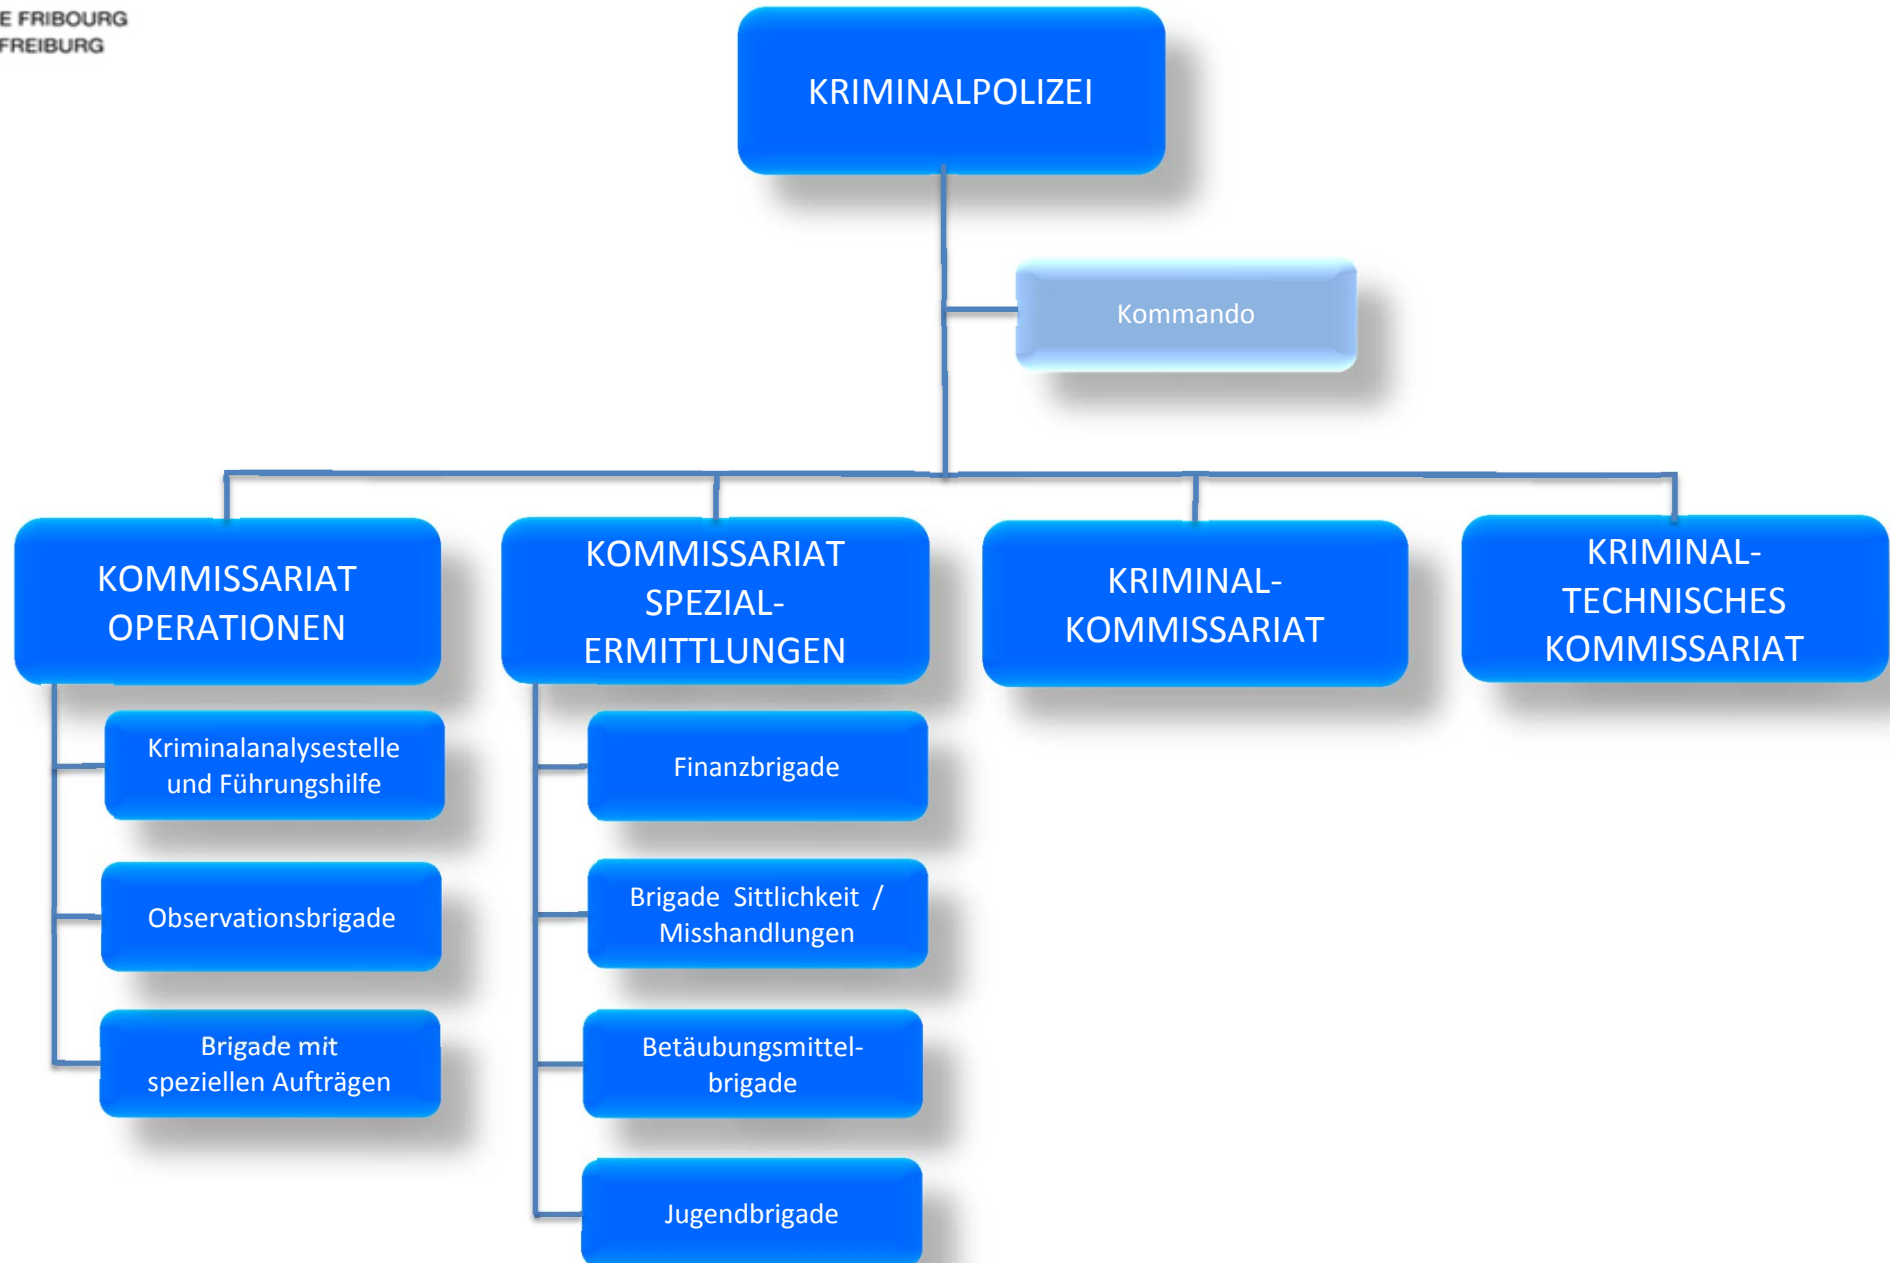 E FRIBOURG
FREIBURG
KRIMINALPOLIZEI
Kommando
KOMMISSARIAT
OPERATIONEN
Kriminalanalysestelle
und Führungshilfe
Observationsbrigade
Brigade mit
speziellen Aufträgen
KOMMISSARIAT
SPEZIAL-
ERMITTLUNGEN
Finanzbrigade
Brigade Sittlichkeit /
Misshandlungen
Betäubungsmittel-
brigade
Jugendbrigade
KRIMINAL-
KOMMISSARIAT
KRIMINAL-
TECHNISCHES
KOMMISSARIAT